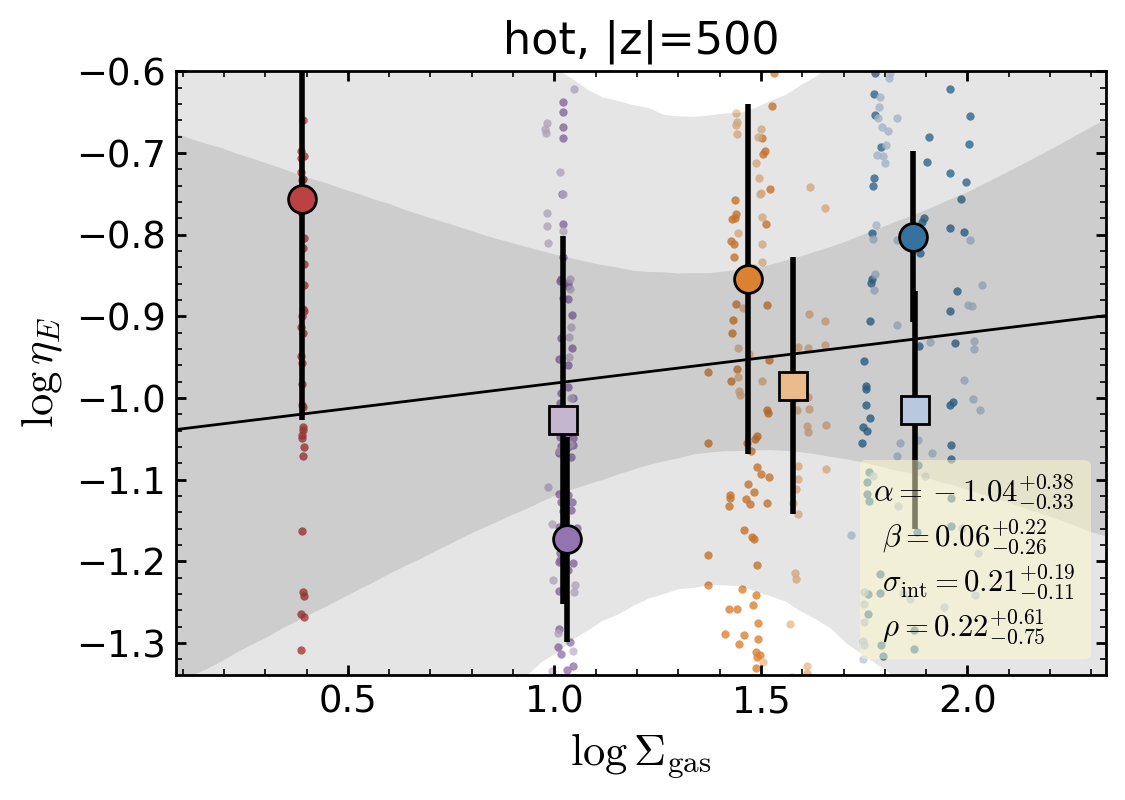 hot, |z|=500
−0.6
−0.7
−0.8
−0.9
−1.0
−1.1
−1.2
−1.3
log η_E
α = −1.04^{+0.38}_{−0.33}
β = 0.06^{+0.22}_{−0.26}
σ_int = 0.21^{+0.19}_{−0.11}
ρ = 0.22^{+0.61}_{−0.75}
0.5 1.0 1.5 2.0
log Σ_gas